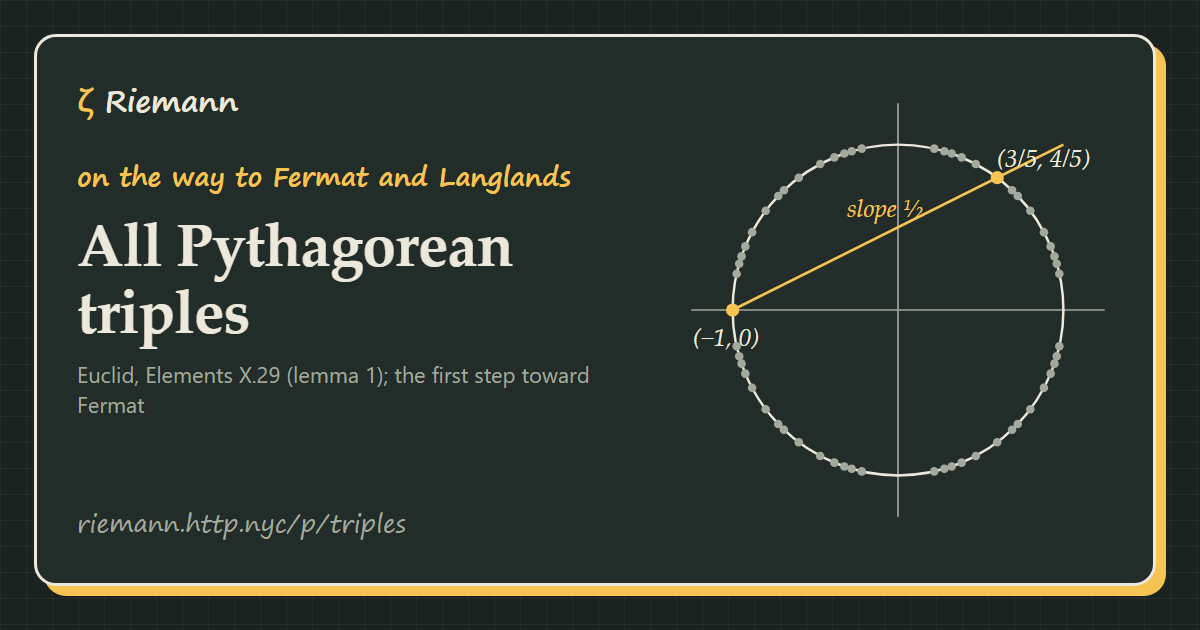 ζ Riemann
on the way to Fermat and Langlands
All Pythagorean
triples
Euclid, Elements X.29 (lemma 1); the first step toward
Fermat
riemann.http.nyc/p/triples
(3/5, 4/5)
slope ½
(−1, 0)